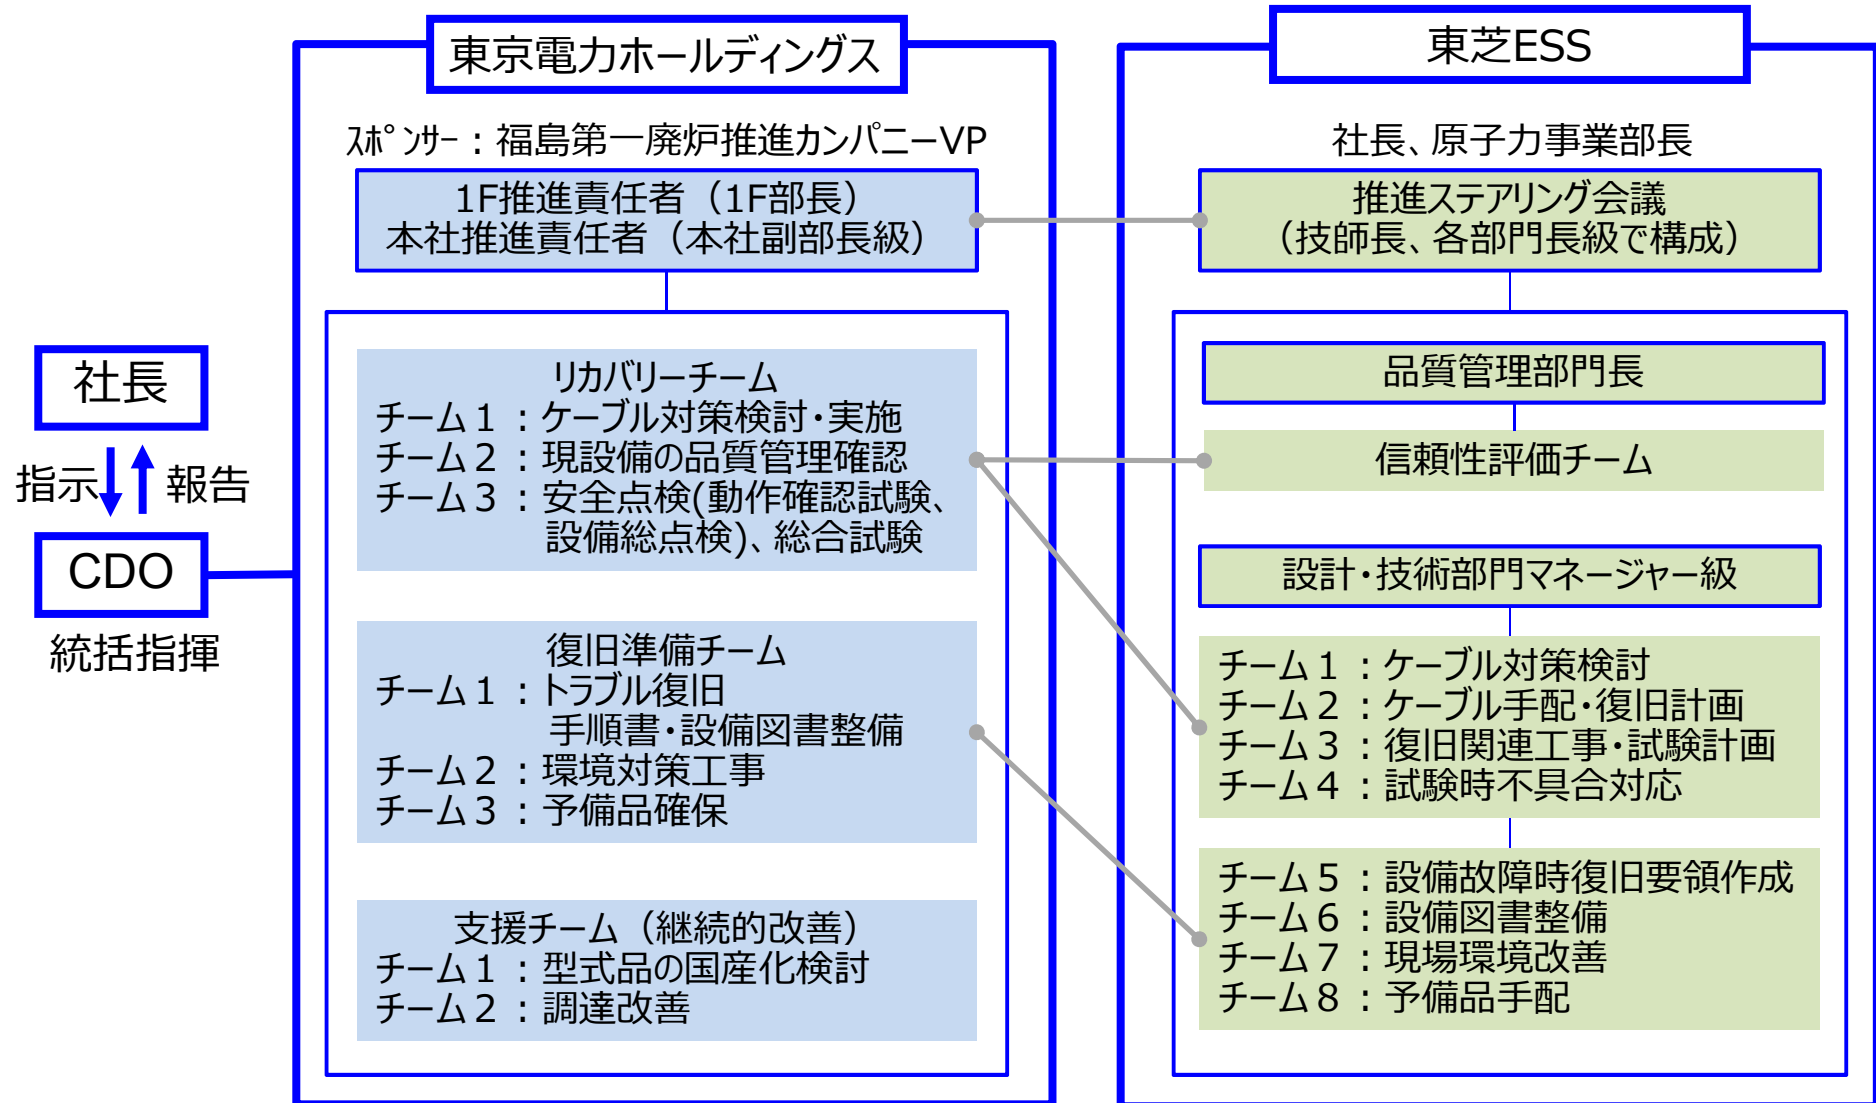 社長
指示 報告
CDO
統括指揮
東京電力ホールディングス
ｽﾎﾟﾝｻｰ：福島第一廃炉推進カンパニーVP
1F推進責任者（1F部長）
本社推進責任者（本社副部長級）
リカバリーチーム
チーム１：ケーブル対策検討・実施
チーム２：現設備の品質管理確認
チーム３：安全点検(動作確認試験、
設備総点検)、総合試験
復旧準備チーム
チーム１：トラブル復旧
手順書・設備図書整備
チーム２：環境対策工事
チーム３：予備品確保
支援チーム（継続的改善）
チーム１：型式品の国産化検討
チーム２：調達改善
東芝ESS
社長、原子力事業部長
推進ステアリング会議
（技師長、各部門長級で構成）
品質管理部門長
信頼性評価チーム
設計・技術部門マネージャー級
チーム１：ケーブル対策検討
チーム２：ケーブル手配・復旧計画
チーム３：復旧関連工事・試験計画
チーム４：試験時不具合対応
チーム５：設備故障時復旧要領作成
チーム６：設備図書整備
チーム７：現場環境改善
チーム８：予備品手配